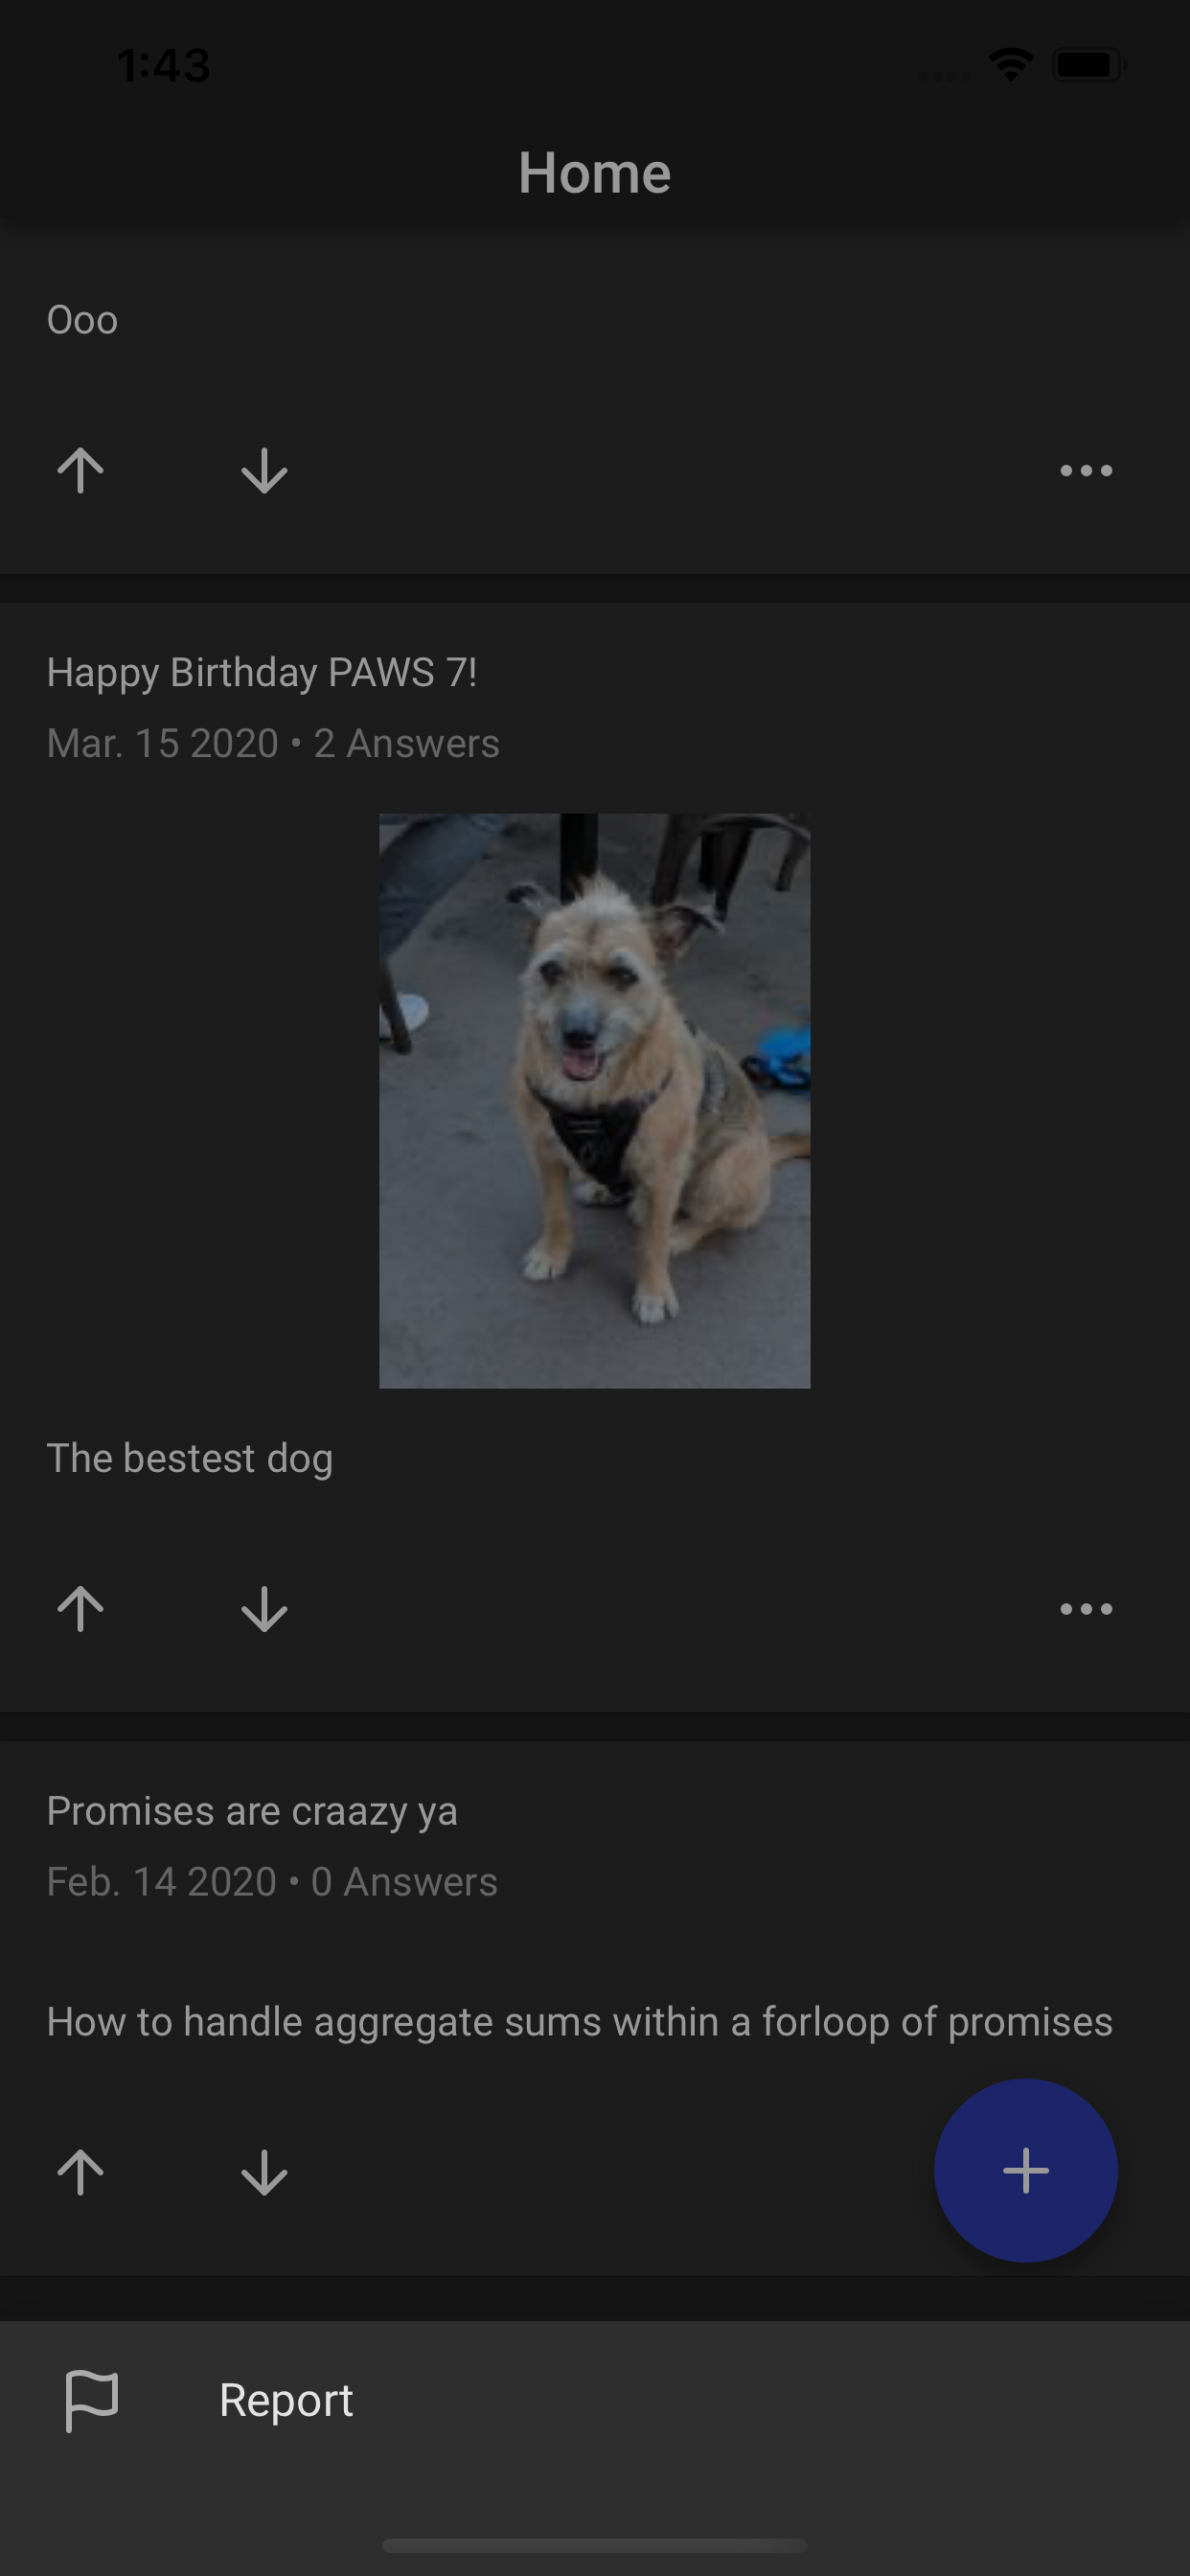 1:43
Home
Ooo
Happy Birthday PAWS 7!
Mar. 15 2020 • 2 Answers
The bestest dog
Promises are craazy ya
Feb. 14 2020 • 0 Answers
How to handle aggregate sums within a forloop of promises
Report